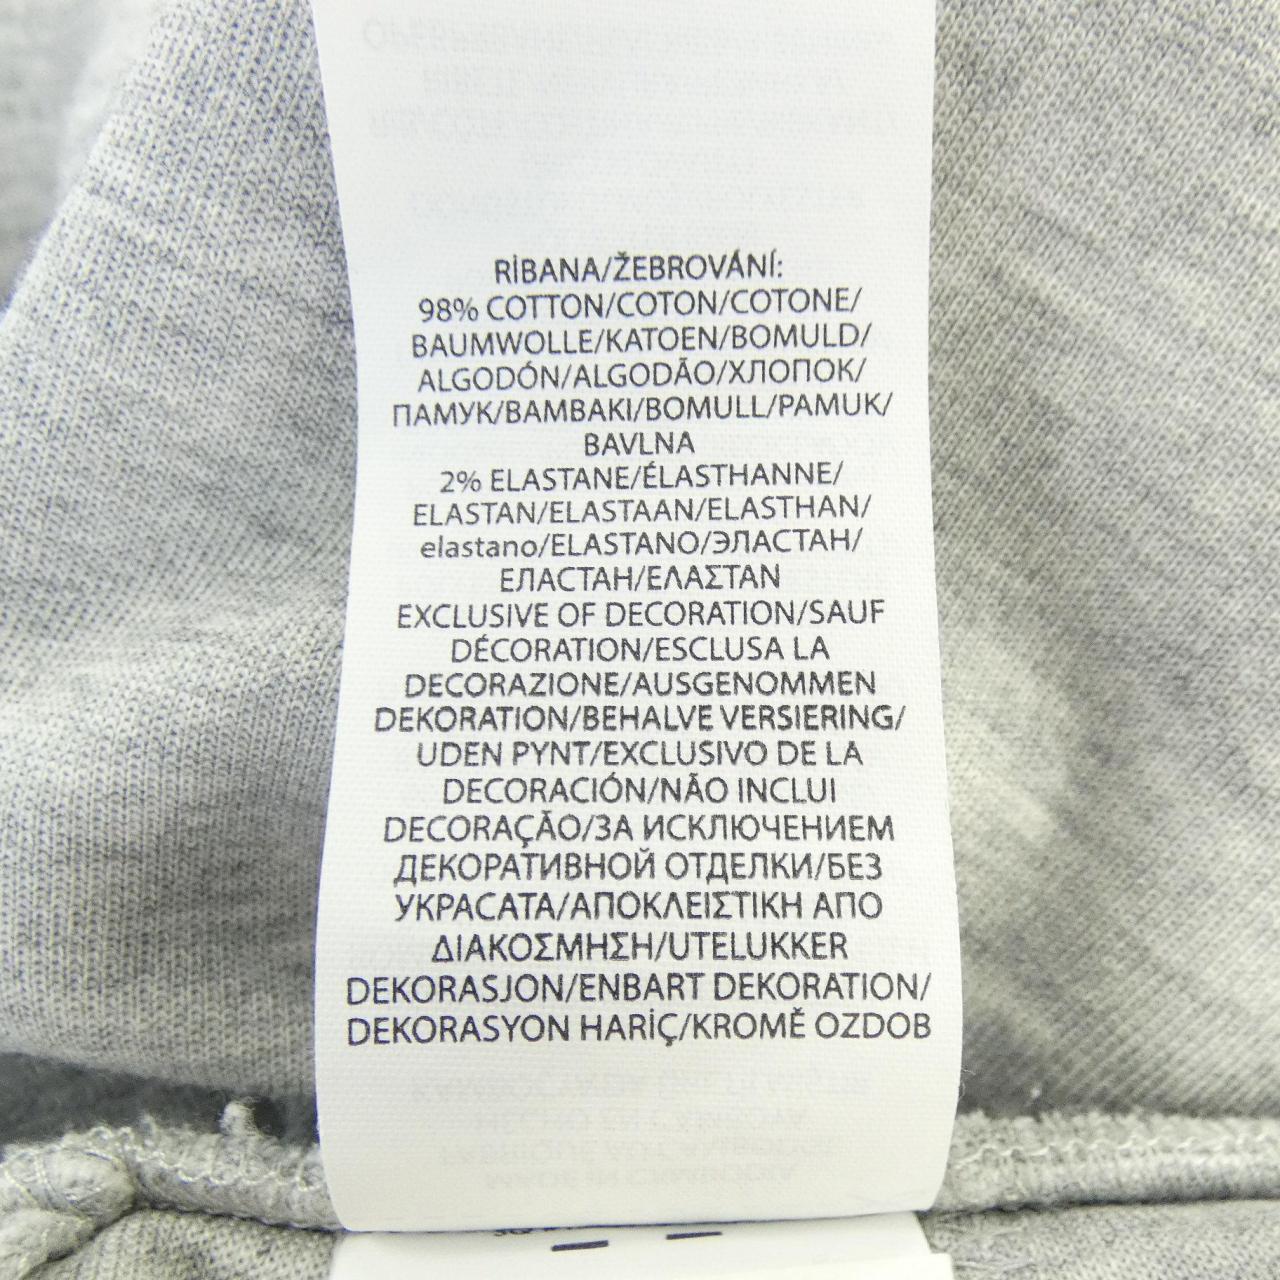 RİBANA/ŽEBROVÁNÍ:
98% COTTON/COTON/COTONE/
BAUMWOLLE/KATOEN/BOMULD/
ALGODÓN/ALGODÃO/ХЛОПОК/
ПАМУК/BAMBAKI/BOMULL/PAMUK/
BAVLNA
2% ELASTANE/ÉLASTHANNE/
ELASTAN/ELASTAAN/ELASTHAN/
elastano/ELASTANO/ЭЛАСТАН/
ЕЛАСТАН/ΕΛΑΣΤΑΝ
EXCLUSIVE OF DECORATION/SAUF
DÉCORATION/ESCLUSA LA
DECORAZIONE/AUSGENOMMEN
DEKORATION/BEHALVE VERSIERING/
UDEN PYNT/EXCLUSIVO DE LA
DECORACIÓN/NÃO INCLUI
DECORAÇÃO/ЗА ИСКЛЮЧЕНИЕМ
ДЕКОРАТИВНОЙ ОТДЕЛКИ/БЕЗ
УКРАСАТА/ΑΠΟΚΛΕΙΣΤΙΚΗ ΑΠΟ
ΔΙΑΚΟΣΜΗΣΗ/UTELUKKER
DEKORASJON/ENBART DEKORATION/
DEKORASYON HARİÇ/KROMĚ OZDOB